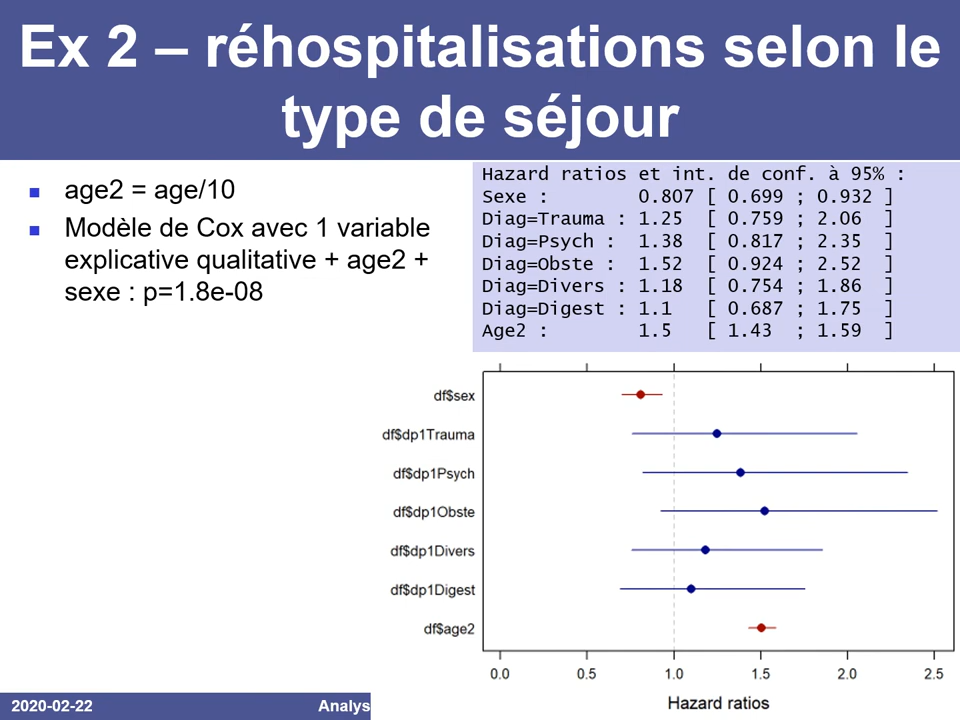 Ex 2 – réhospitalisations selon le
type de séjour
age2 = age/10
Modèle de Cox avec 1 variable
explicative qualitative + age2 +
sexe : p=1.8e-08
Hazard ratios et int. de conf. à 95% :
Sexe : 0.807 [ 0.699 ; 0.932 ]
Diag=Trauma : 1.25 [ 0.759 ; 2.06 ]
Diag=Psych : 1.38 [ 0.817 ; 2.35 ]
Diag=Obste : 1.52 [ 0.924 ; 2.52 ]
Diag=Divers : 1.18 [ 0.754 ; 1.86 ]
Diag=Digest : 1.1 [ 0.687 ; 1.75 ]
Age2 : 1.5 [ 1.43 ; 1.59 ]
df$sex
df$dp1Trauma
df$dp1Psych
df$dp1Obste
df$dp1Divers
df$dp1Digest
df$age2
0.0 0.5 1.0 1.5 2.0 2.5
Hazard ratios
2020-02-22 Analys